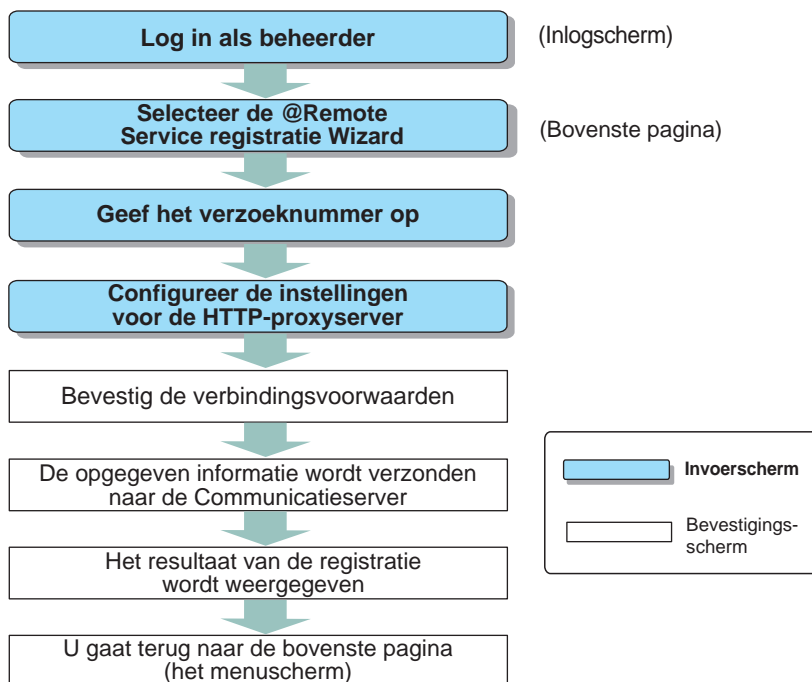 Log in als beheerder
(Inlogscherm)
Selecteer de @Remote
Service registratie Wizard
(Bovenste pagina)
Geef het verzoeknummer op
Configureer de instellingen
voor de HTTP-proxyserver
Bevestig de verbindingsvoorwaarden
De opgegeven informatie wordt verzonden
naar de Communicatieserver
Het resultaat van de registratie
wordt weergegeven
U gaat terug naar de bovenste pagina
(het menuscherm)
Invoerscherm
Bevestigings-
scherm